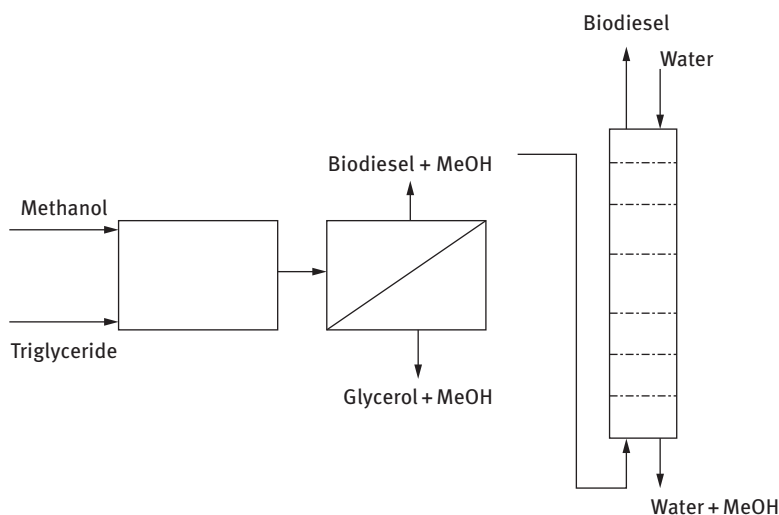 Biodiesel
Water
Biodiesel + MeOH
Methanol
Triglyceride
Glycerol + MeOH
Water + MeOH